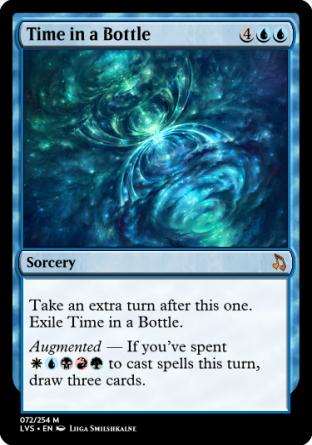 Time in a Bottle 4
Sorcery
Take an extra turn after this one.
Exile Time in a Bottle.
Augmented — If you've spent
to cast spells this turn,
draw three cards.
072/254 M
LVS • EN Liiga Smilshkalne